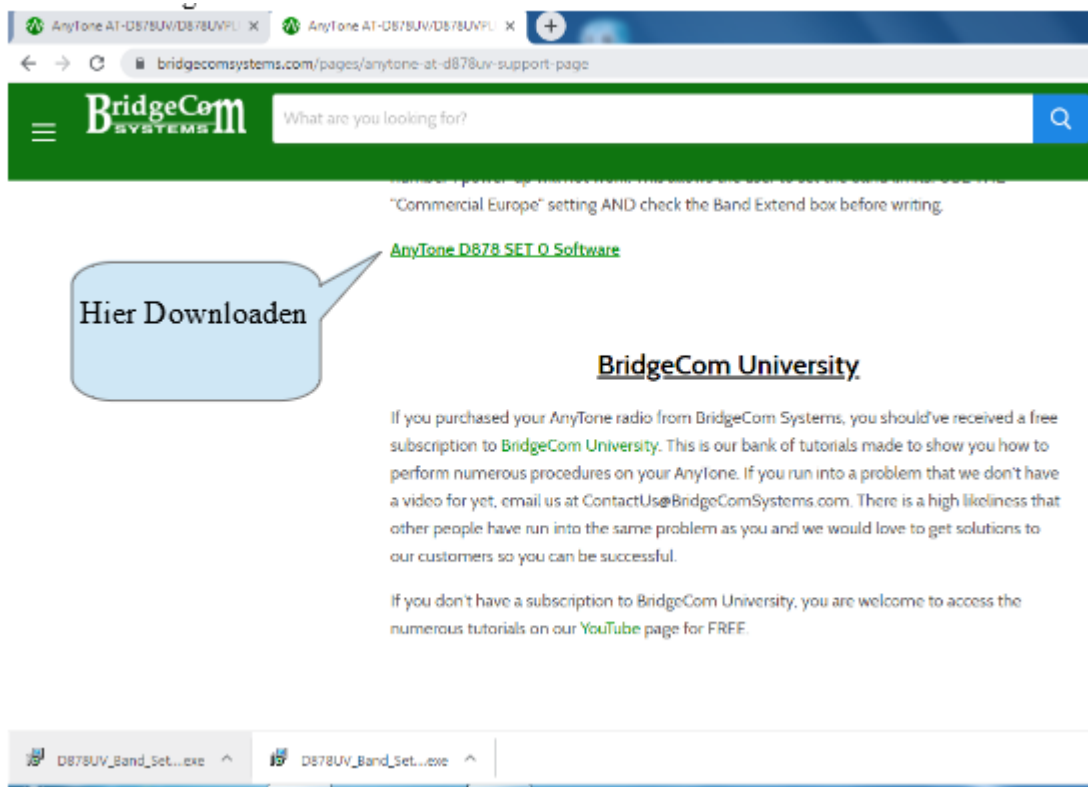 AnyTone AT-D878UV/D878UVPL
AnyTone AT-D878UV/D878UVPL
bridgecomsystems.com/pages/anytone-at-d878uv-support-page
BridgeCom
SYSTEMS
What are you looking for?
"Commercial Europe" setting AND check the Band Extend box before writing.
AnyTone D878 SET 0 Software
Hier Downloaden
BridgeCom University
If you purchased your AnyTone radio from BridgeCom Systems, you should've received a free
subscription to BridgeCom University. This is our bank of tutorials made to show you how to
perform numerous procedures on your AnyTone. If you run into a problem that we don't have
a video for yet, email us at ContactUs@BridgeComSystems.com. There is a high likeliness that
other people have run into the same problem as you and we would love to get solutions to
our customers so you can be successful.
If you don't have a subscription to BridgeCom University, you are welcome to access the
numerous tutorials on our YouTube page for FREE.
D878UV_Band_Set...exe
D878UV_Band_Set...exe